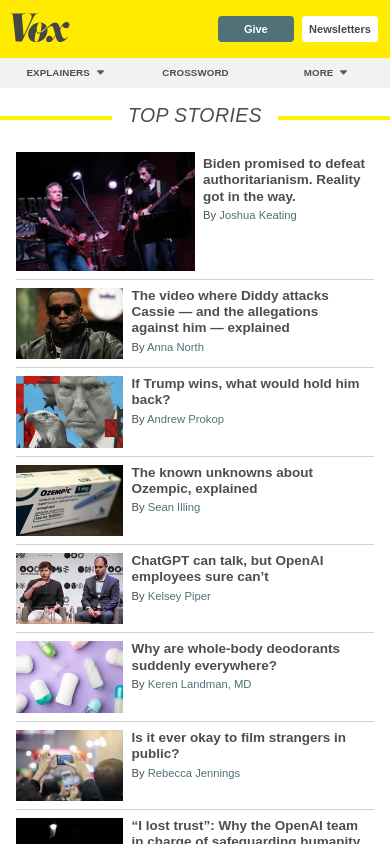 Vox
Give
Newsletters
EXPLAINERS
CROSSWORD
MORE
TOP STORIES
Biden promised to defeat
authoritarianism. Reality
got in the way.
By Joshua Keating
The video where Diddy attacks
Cassie — and the allegations
against him — explained
By Anna North
If Trump wins, what would hold him
back?
By Andrew Prokop
OZEMPIC
The known unknowns about
Ozempic, explained
By Sean Illing
ChatGPT can talk, but OpenAI
employees sure can’t
By Kelsey Piper
Why are whole-body deodorants
suddenly everywhere?
By Keren Landman, MD
Is it ever okay to film strangers in
public?
By Rebecca Jennings
“I lost trust”: Why the OpenAI team
in charge of safeguarding humanity